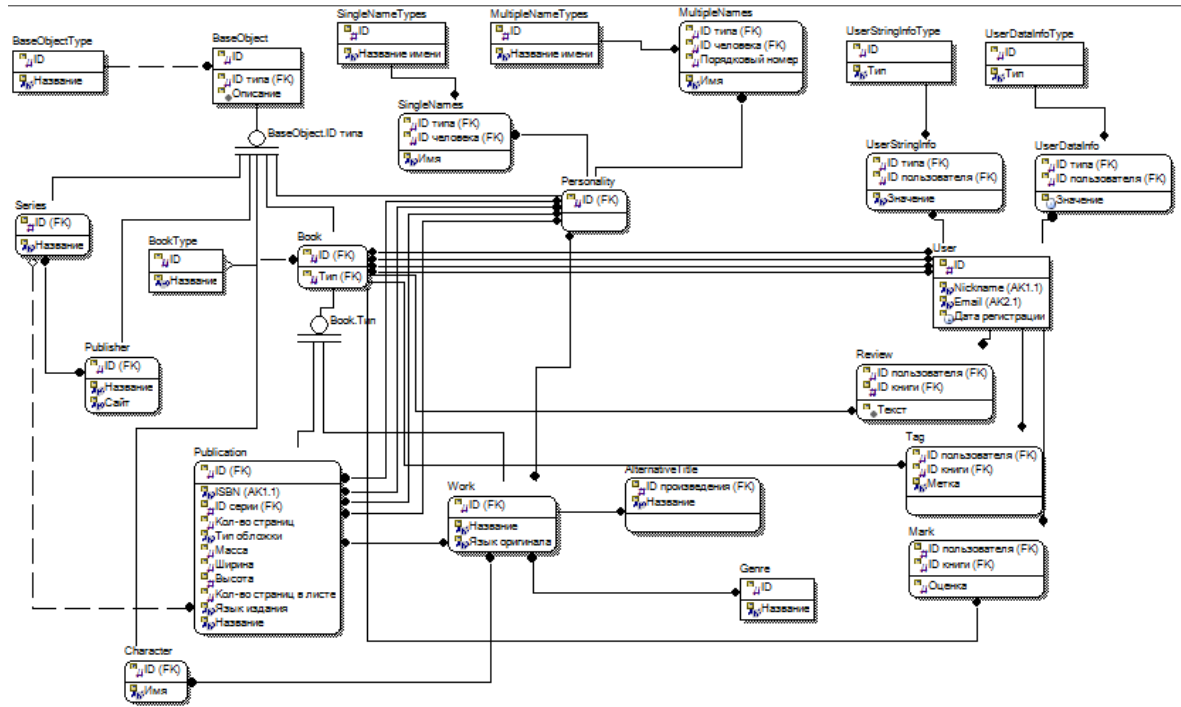 BaseObjectType
ID
Название
BaseObject
ID
ID типа (FK)
Описание
BaseObject.ID типа
SingleNameTypes
ID
Название имени
MultipleNameTypes
ID
Название имени
MultipleNames
ID типа (FK)
ID человека (FK)
Порядковый номер
Имя
UserStringInfoType
ID
Тип
UserDataInfoType
ID
Тип
SingleNames
ID типа (FK)
ID человека (FK)
Имя
UserStringInfo
ID типа (FK)
ID пользователя (FK)
Значение
UserDataInfo
ID типа (FK)
ID пользователя (FK)
Значение
Personality
ID (FK)
Series
ID (FK)
Название
BookType
ID
Название
Book
ID (FK)
Тип (FK)
Book.Тип
User
ID
Nickname (AK1.1)
Email (AK2.1)
Дата регистрации
Publisher
ID (FK)
Название
Сайт
Review
ID пользователя (FK)
ID книги (FK)
Текст
Tag
ID пользователя (FK)
ID книги (FK)
Метка
Publication
ID (FK)
ISBN (AK1.1)
ID серии (FK)
Кол-во страниц
Тип обложки
Масса
Ширина
Высота
Кол-во страниц в листе
Язык издания
Название
Work
ID (FK)
Название
Язык оригинала
AlternativeTitle
ID произведения (FK)
Название
Mark
ID пользователя (FK)
ID книги (FK)
Оценка
Genre
ID
Название
Character
ID (FK)
Имя